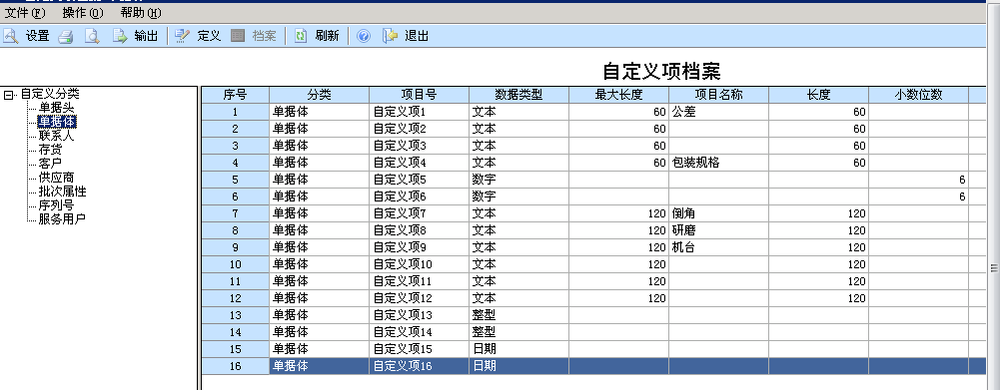 文件(F) 操作(O) 帮助(H)
设置 输出 定义 档案 刷新 退出
自定义项档案
自定义分类
单据头
单据体
联系人
存货
客户
供应商
批次属性
序列号
服务用户
序号 分类 项目号 数据类型 最大长度 项目名称 长度 小数位数
1 单据体 自定义项1 文本 60 公差 60
2 单据体 自定义项2 文本 60 60
3 单据体 自定义项3 文本 60 60
4 单据体 自定义项4 文本 60 包装规格 60
5 单据体 自定义项5 数字 6
6 单据体 自定义项6 数字 6
7 单据体 自定义项7 文本 120 倒角 120
8 单据体 自定义项8 文本 120 研磨 120
9 单据体 自定义项9 文本 120 机台 120
10 单据体 自定义项10 文本 120 120
11 单据体 自定义项11 文本 120 120
12 单据体 自定义项12 文本 120 120
13 单据体 自定义项13 整型
14 单据体 自定义项14 整型
15 单据体 自定义项15 日期
16 单据体 自定义项16 日期